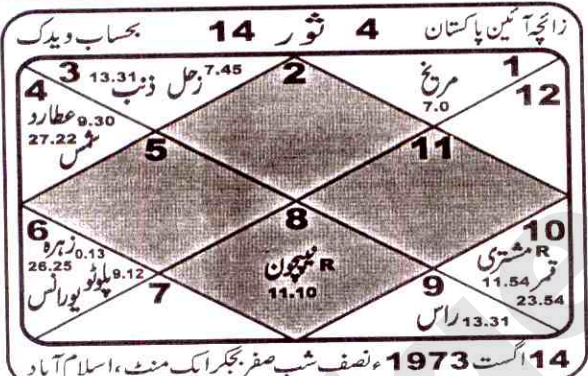 زائچہ آئین پاکستان 4 ثور 14 بحساب ویدک
1
12
مریخ
7.0
2
زحل 7.45
ذنب 13.31
3
4
عطارد 9.30
شمس 27.22
5
11
8
نیپچون R
11.10
10
مشتری R
11.54
قمر
23.54
9
راس 13.31
6
زہرہ 0.13
26.25
پلوٹو 9.12
یورانس
7
14 اگست 1973ء نصف شب صفر بجکر ایک منٹ، اسلام آباد